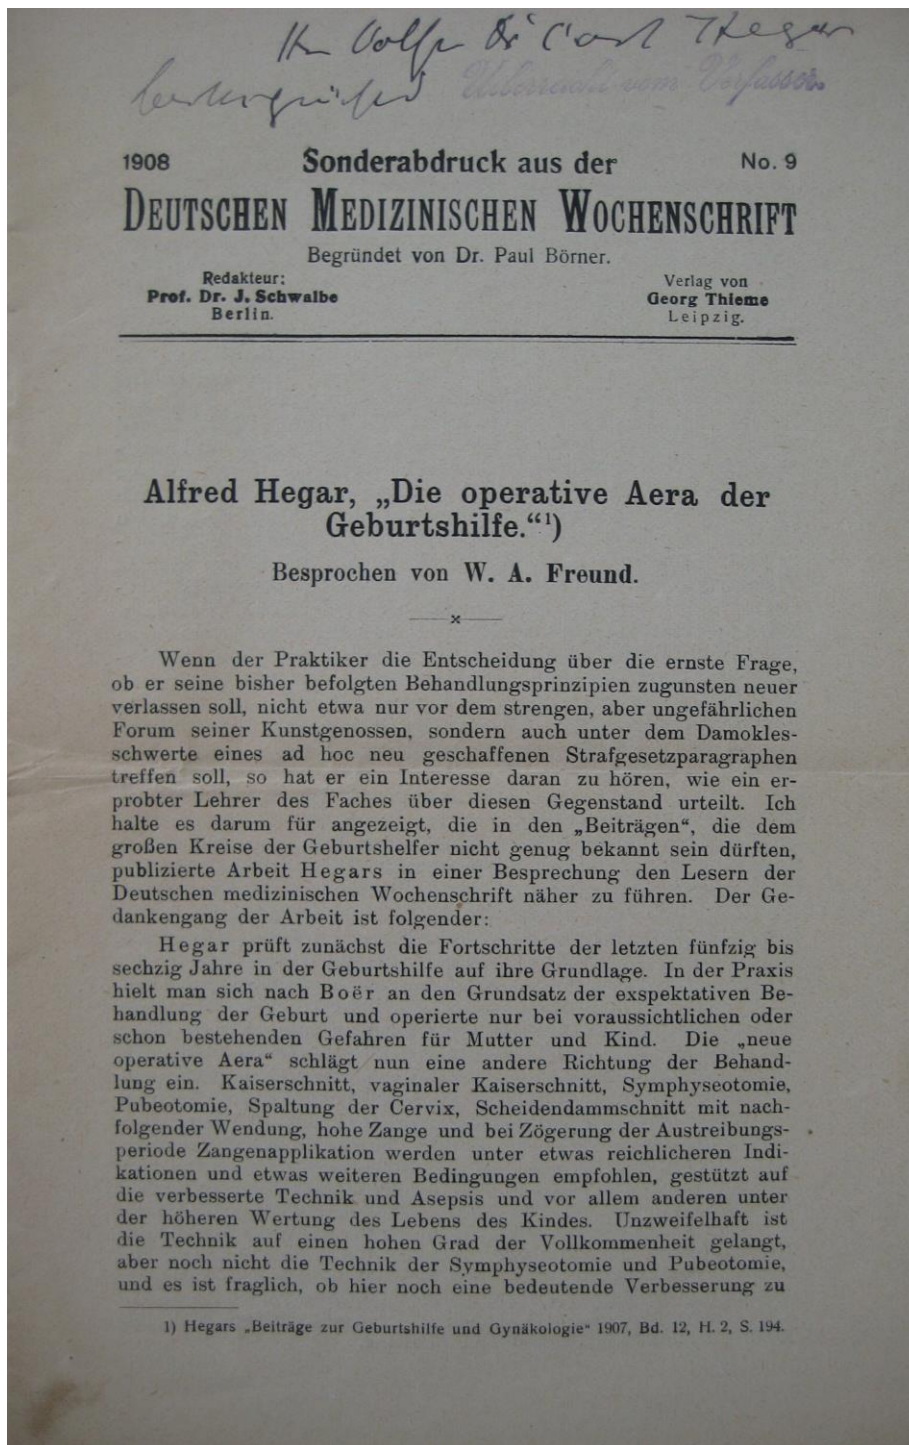 Dr Carl Hegar
Überreicht vom Verfasser.
1908 Sonderabdruck aus der No. 9
DEUTSCHEN MEDIZINISCHEN WOCHENSCHRIFT
Begründet von Dr. Paul Börner.
Redakteur: Verlag von
Prof. Dr. J. Schwalbe Georg Thieme
Berlin. Leipzig.
Alfred Hegar, „Die operative Aera der
Geburtshilfe.“¹)
Besprochen von W. A. Freund.
Wenn der Praktiker die Entscheidung über die ernste Frage,
ob er seine bisher befolgten Behandlungsprinzipien zugunsten neuer
verlassen soll, nicht etwa nur vor dem strengen, aber ungefährlichen
Forum seiner Kunstgenossen, sondern auch unter dem Damokles-
schwerte eines ad hoc neu geschaffenen Strafgesetzparagraphen
treffen soll, so hat er ein Interesse daran zu hören, wie ein er-
probter Lehrer des Faches über diesen Gegenstand urteilt. Ich
halte es darum für angezeigt, die in den „Beiträgen“, die dem
großen Kreise der Geburtshelfer nicht genug bekannt sein dürften,
publizierte Arbeit Hegars in einer Besprechung den Lesern der
Deutschen medizinischen Wochenschrift näher zu führen. Der Ge-
dankengang der Arbeit ist folgender:
Hegar prüft zunächst die Fortschritte der letzten fünfzig bis
sechzig Jahre in der Geburtshilfe auf ihre Grundlage. In der Praxis
hielt man sich nach Boër an den Grundsatz der exspektativen Be-
handlung der Geburt und operierte nur bei voraussichtlichen oder
schon bestehenden Gefahren für Mutter und Kind. Die „neue
operative Aera“ schlägt nun eine andere Richtung der Behand-
lung ein. Kaiserschnitt, vaginaler Kaiserschnitt, Symphyseotomie,
Pubeotomie, Spaltung der Cervix, Scheidendammschnitt mit nach-
folgender Wendung, hohe Zange und bei Zögerung der Austreibungs-
periode Zangenapplikation werden unter etwas reichlicheren Indi-
kationen und etwas weiteren Bedingungen empfohlen, gestützt auf
die verbesserte Technik und Asepsis und vor allem anderen unter
der höheren Wertung des Lebens des Kindes. Unzweifelhaft ist
die Technik auf einen hohen Grad der Vollkommenheit gelangt,
aber noch nicht die Technik der Symphyseotomie und Pubeotomie,
und es ist fraglich, ob hier noch eine bedeutende Verbesserung zu
1) Hegars „Beiträge zur Geburtshilfe und Gynäkologie“ 1907, Bd. 12, H. 2, S. 194.